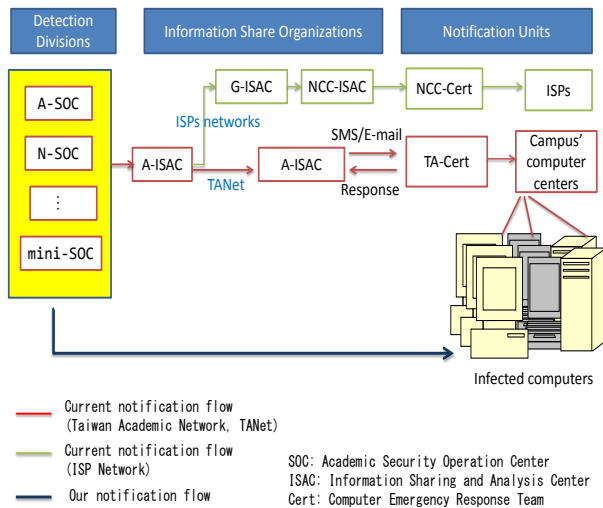 Detection
Divisions
Information Share Organizations
Notification Units
A-SOC
N-SOC
⋮
mini-SOC
G-ISAC
NCC-ISAC
NCC-Cert
ISPs
ISPs networks
A-ISAC
TANet
A-ISAC
SMS/E-mail
Response
TA-Cert
Campus’
computer
centers
Infected computers
Current notification flow
(Taiwan Academic Network, TANet)
Current notification flow
(ISP Network)
Our notification flow
SOC: Academic Security Operation Center
ISAC: Information Sharing and Analysis Center
Cert: Computer Emergency Response Team